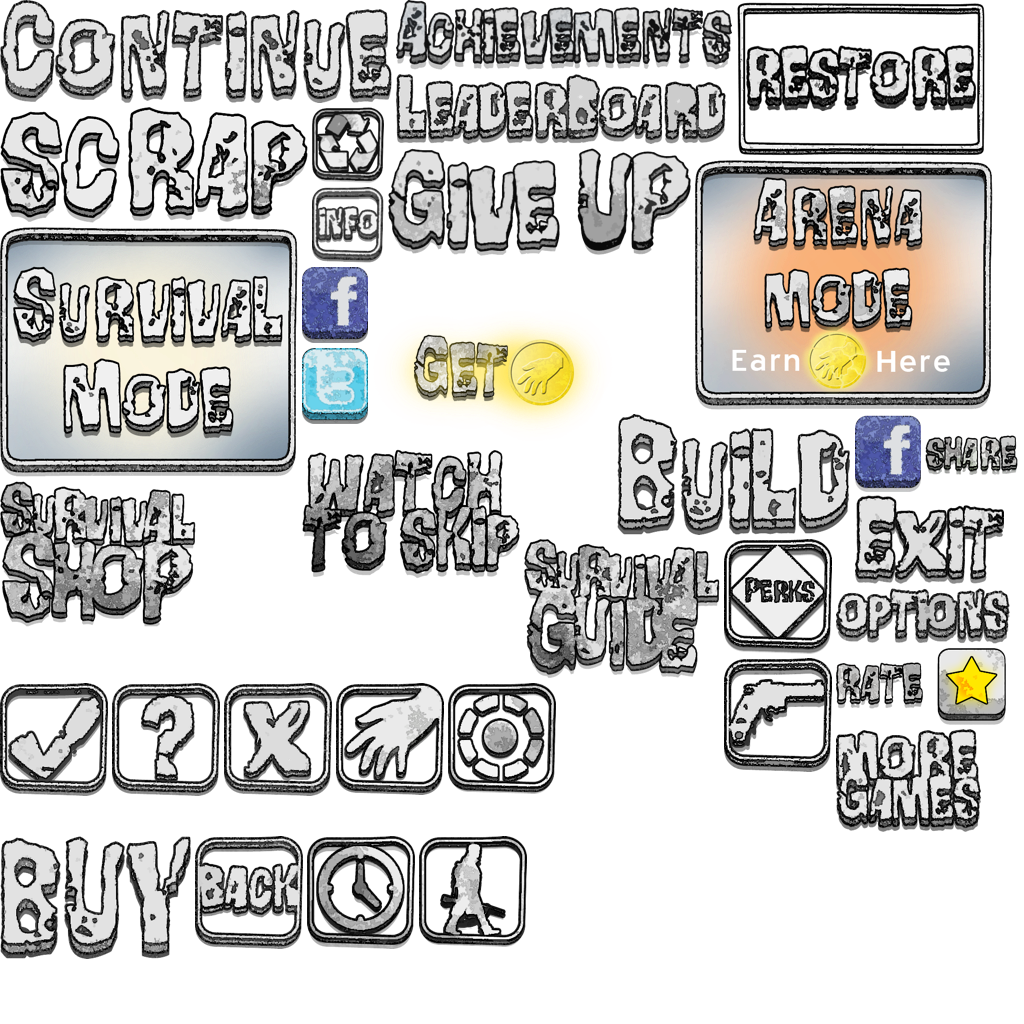 CONTINUE
ACHIEVEMENTS
LEADERBOARD
RESTORE
SCRAP
INFO
GIVE UP
ARENA
MODE
Earn Here
SURVIVAL
MODE
f
t
GET
BUILD
f SHARE
WATCH
TO SKIP
SURVIVAL
SHOP
EXIT
SURVIVAL
GUIDE
PERKS
OPTIONS
RATE
MORE
GAMES
?
X
BUY
BACK